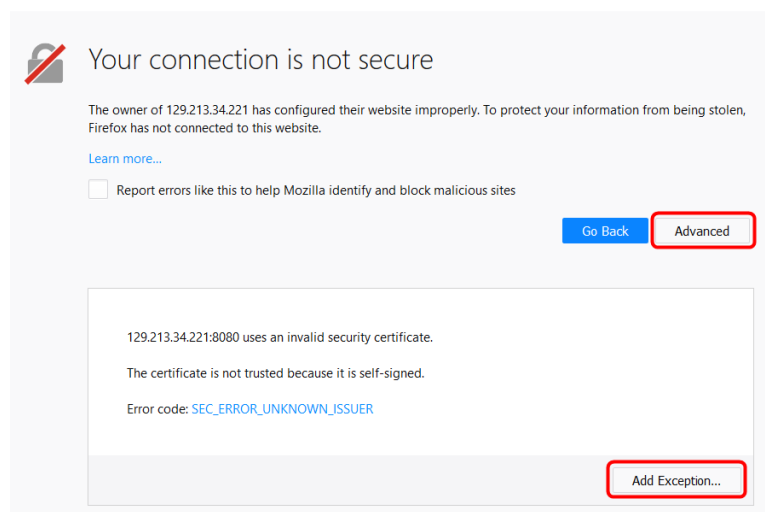 Your connection is not secure
The owner of 129.213.34.221 has configured their website improperly. To protect your information from being stolen,
Firefox has not connected to this website.
Learn more...
Report errors like this to help Mozilla identify and block malicious sites
Go Back Advanced
129.213.34.221:8080 uses an invalid security certificate.
The certificate is not trusted because it is self-signed.
Error code: SEC_ERROR_UNKNOWN_ISSUER
Add Exception...